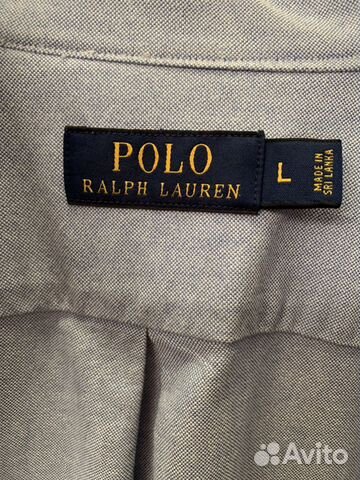 POLO
RALPH LAUREN
L
MADE IN
SRI LANKA
Avito